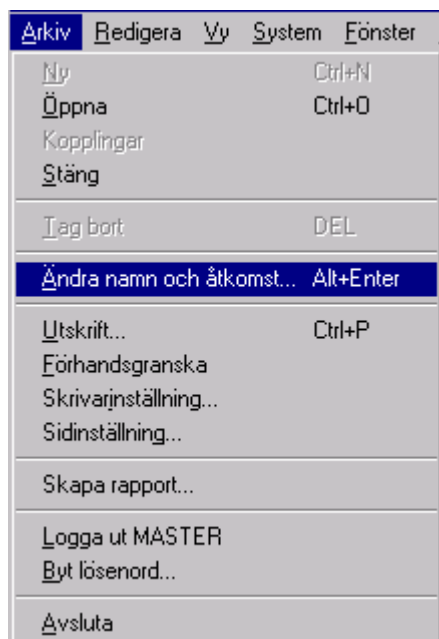 Arkiv Redigera Vy System Fönster
Ny Ctrl+N
Öppna Ctrl+O
Kopplingar
Stäng
Tag bort DEL
Ändra namn och åtkomst... Alt+Enter
Utskrift... Ctrl+P
Förhandsgranska
Skrivarinställning...
Sidinställning...
Skapa rapport...
Logga ut MASTER
Byt lösenord...
Avsluta